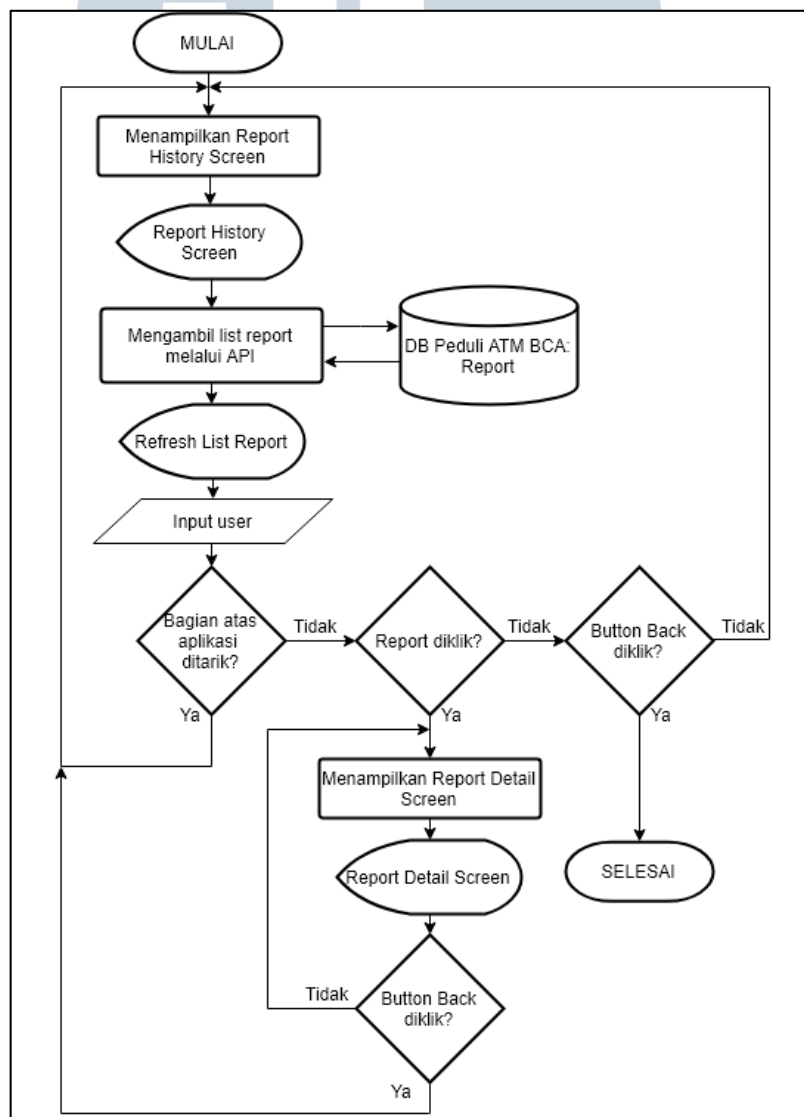 MULAI
Menampilkan Report
History Screen
Report History
Screen
Mengambil list report
melalui API
DB Peduli ATM BCA:
Report
Refresh List Report
Input user
Bagian atas
aplikasi
ditarik?
Tidak
Report diklik?
Tidak
Button Back
diklik?
Tidak
Ya
Ya
Ya
Menampilkan Report Detail
Screen
Report Detail Screen
SELESAI
Tidak
Button Back
diklik?
Ya